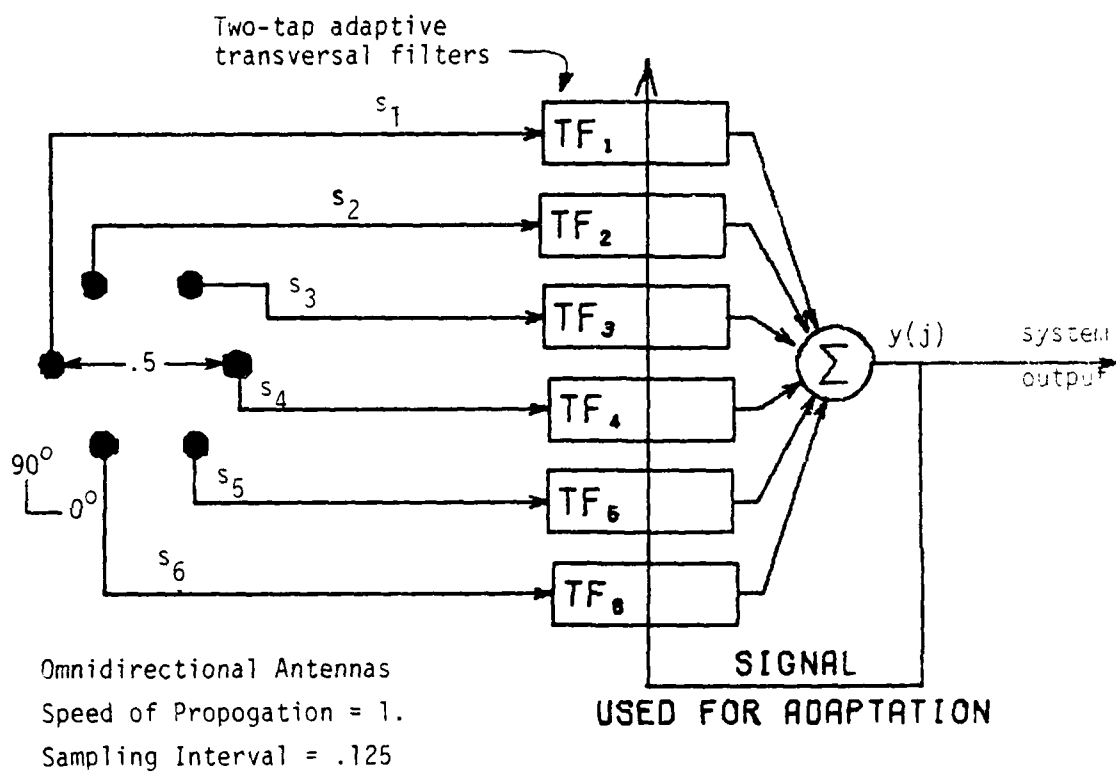 Two-tap adaptive
transversal filters
s1
TF1
s2
TF2
s3
TF3
y(j)
system
output
.5
s4
TF4
90°
0°
s5
TF5
s6
TF6
Omnidirectional Antennas
Speed of Propogation = 1.
Sampling Interval = .125
SIGNAL
USED FOR ADAPTATION
Σ